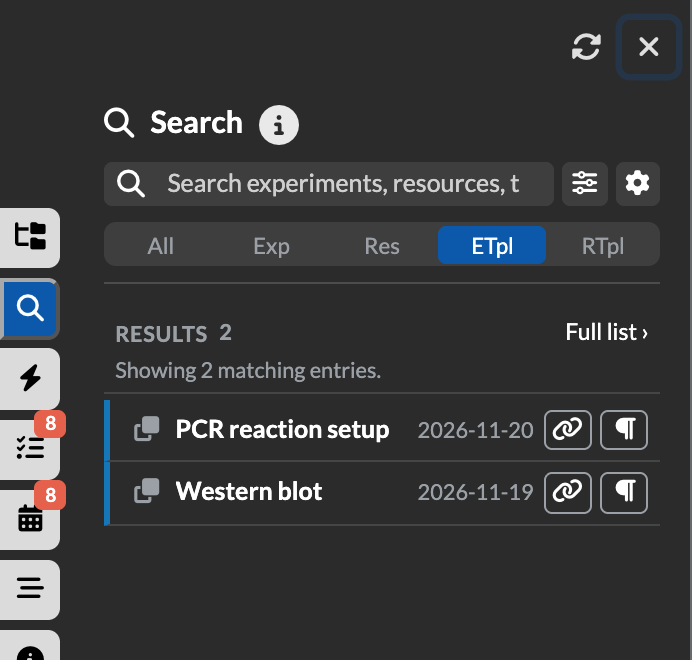 Search
Search experiments, resources, t
All Exp Res ETpl RTpl
RESULTS 2
Full list ›
Showing 2 matching entries.
PCR reaction setup 2026-11-20
Western blot 2026-11-19
8
8